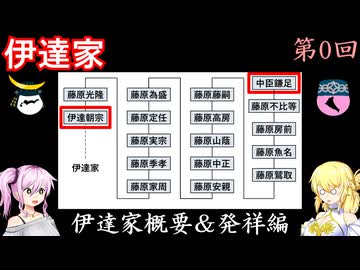 伊達家
第0回
中臣鎌足
藤原不比等
藤原房前
藤原魚名
藤原鷲取
藤原藤嗣
藤原高房
藤原山蔭
藤原中正
藤原安親
藤原為盛
藤原定任
藤原実宗
藤原季孝
藤原家周
藤原光隆
伊達朝宗
伊達家
伊達家概要&発祥編